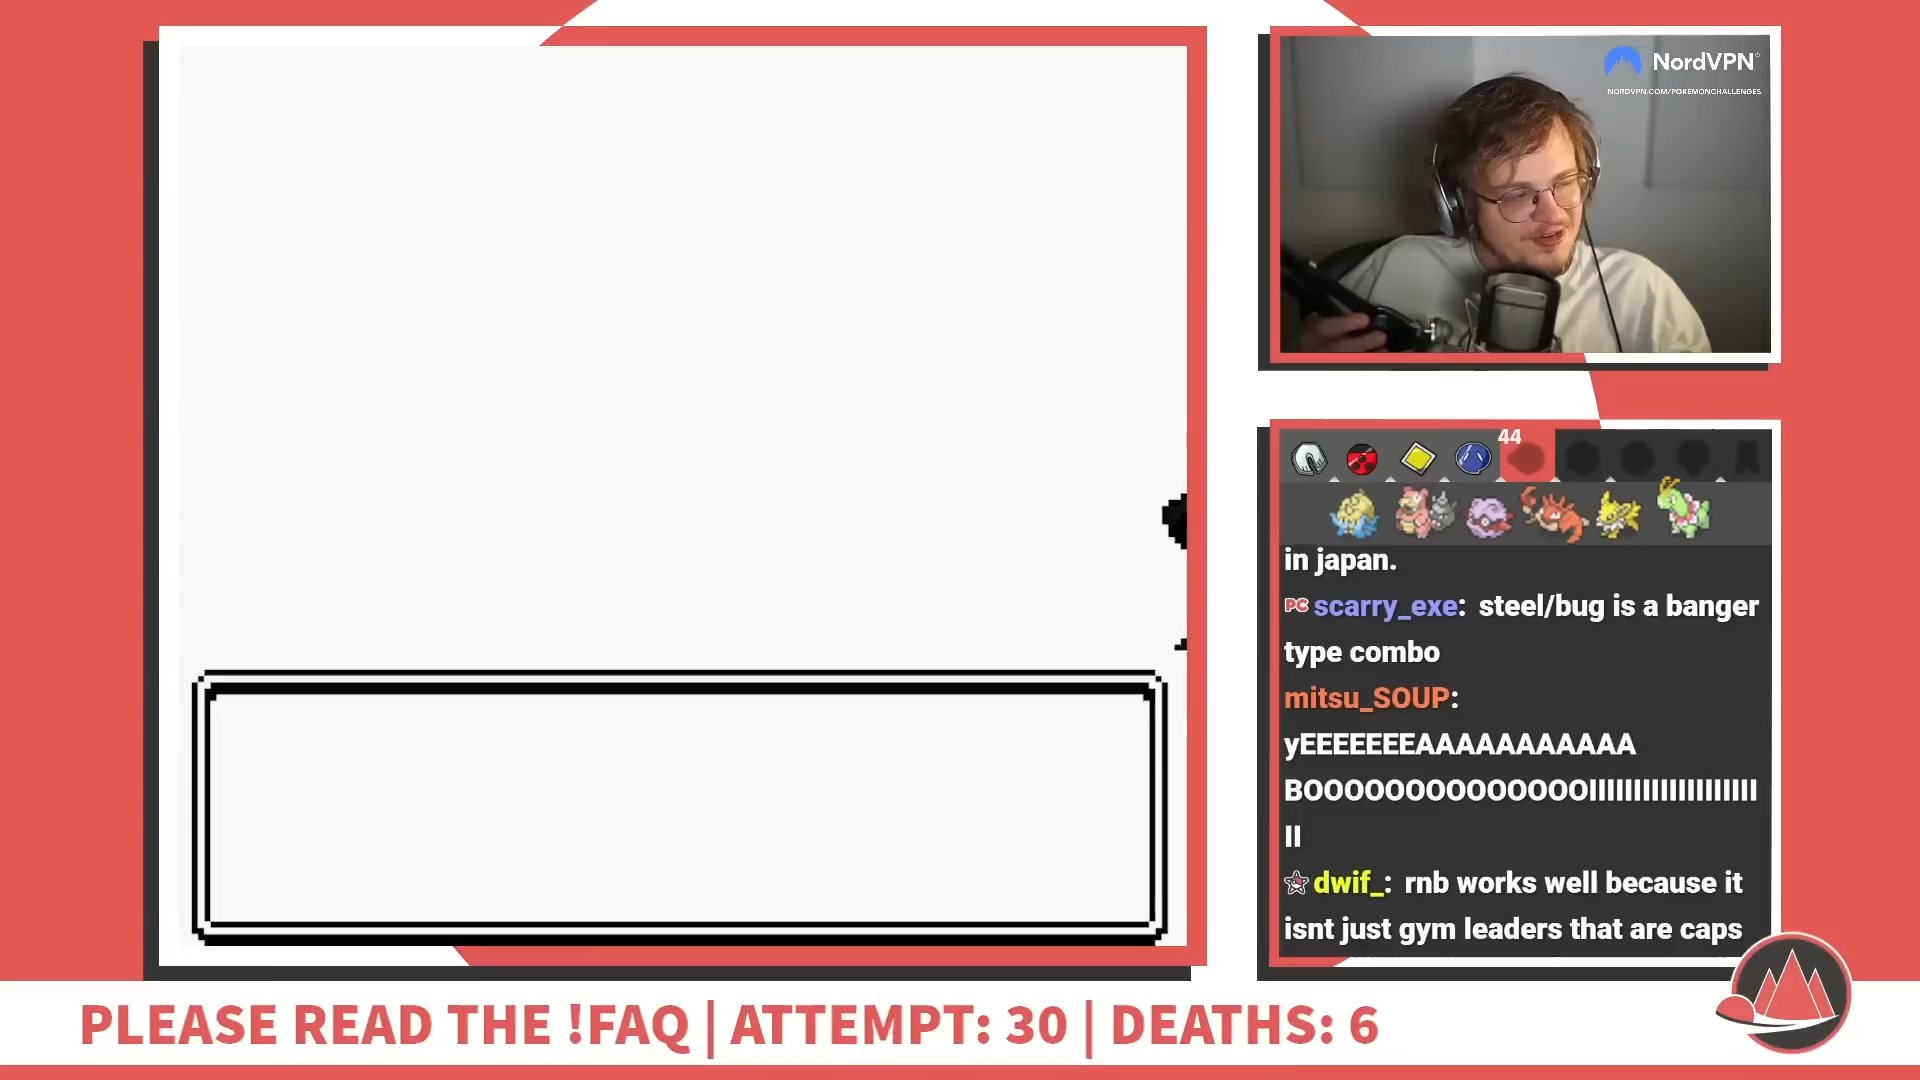 NordVPN
NORDVPN.COM/POKEMONCHALLENGES
44
in japan.
PC scarry_exe: steel/bug is a banger
type combo
mitsu_SOUP:
yEEEEEEEAAAAAAAAAAA
BOOOOOOOOOOOOOOOIIIIIIIIIIIIIIIIIII
II
dwif_: rnb works well because it
isnt just gym leaders that are caps
PLEASE READ THE !FAQ | ATTEMPT: 30 | DEATHS: 6